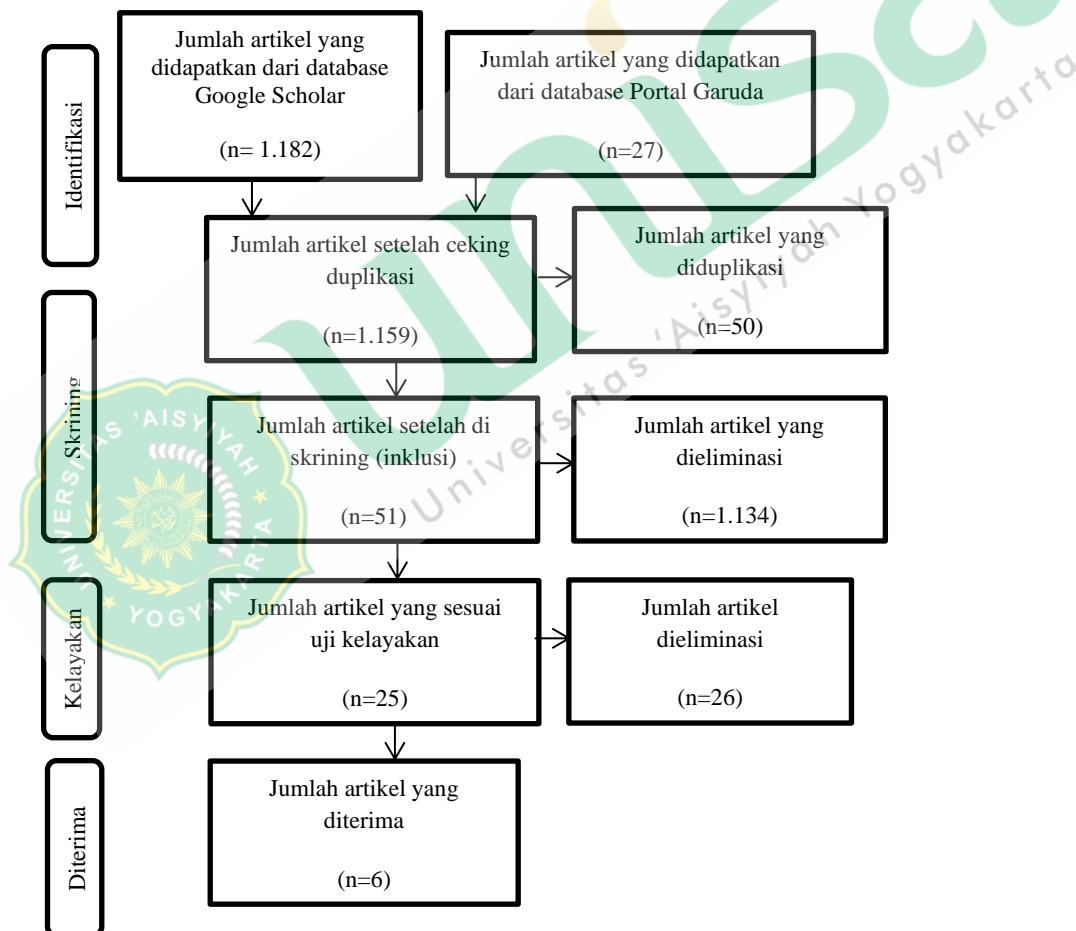 Identifikasi
Jumlah artikel yang
didapatkan dari database
Google Scholar
(n= 1.182)
Jumlah artikel yang didapatkan
dari database Portal Garuda
(n=27)
Jumlah artikel setelah ceking
duplikasi
(n=1.159)
Jumlah artikel yang
diduplikasi
(n=50)
Skrining
Jumlah artikel setelah di
skrining (inklusi)
(n=51)
Jumlah artikel yang
dieliminasi
(n=1.134)
Kelayakan
Jumlah artikel yang sesuai
uji kelayakan
(n=25)
Jumlah artikel
dieliminasi
(n=26)
Diterima
Jumlah artikel yang
diterima
(n=6)
UNIVERSITAS 'AISYIYAH
YOGYAKARTA
unisa
Universitas 'Aisyiyah Yogyakarta